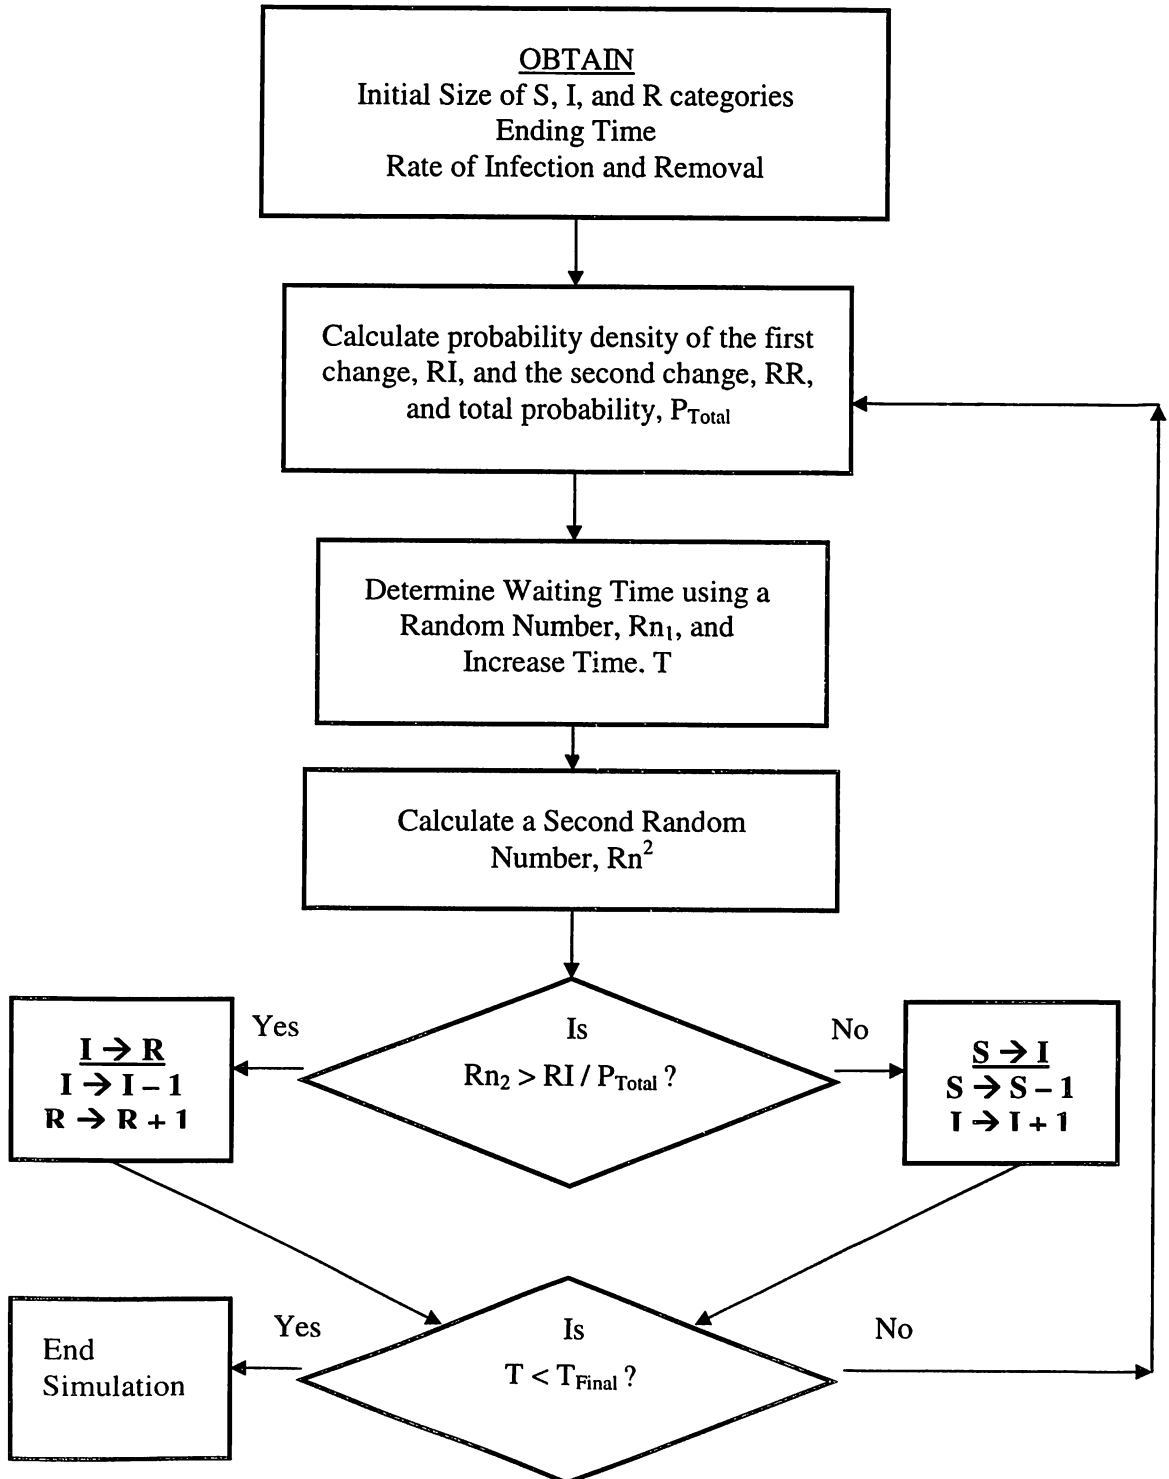 OBTAIN
Initial Size of S, I, and R categories
Ending Time
Rate of Infection and Removal
Calculate probability density of the first
change, RI, and the second change, RR,
and total probability, P_Total
Determine Waiting Time using a
Random Number, Rn₁, and
Increase Time. T
Calculate a Second Random
Number, Rn²
Yes
Is
Rn₂ > RI / P_Total ?
No
I → R
I → I – 1
R → R + 1
S → I
S → S – 1
I → I + 1
Yes
Is
T < T_Final ?
No
End
Simulation